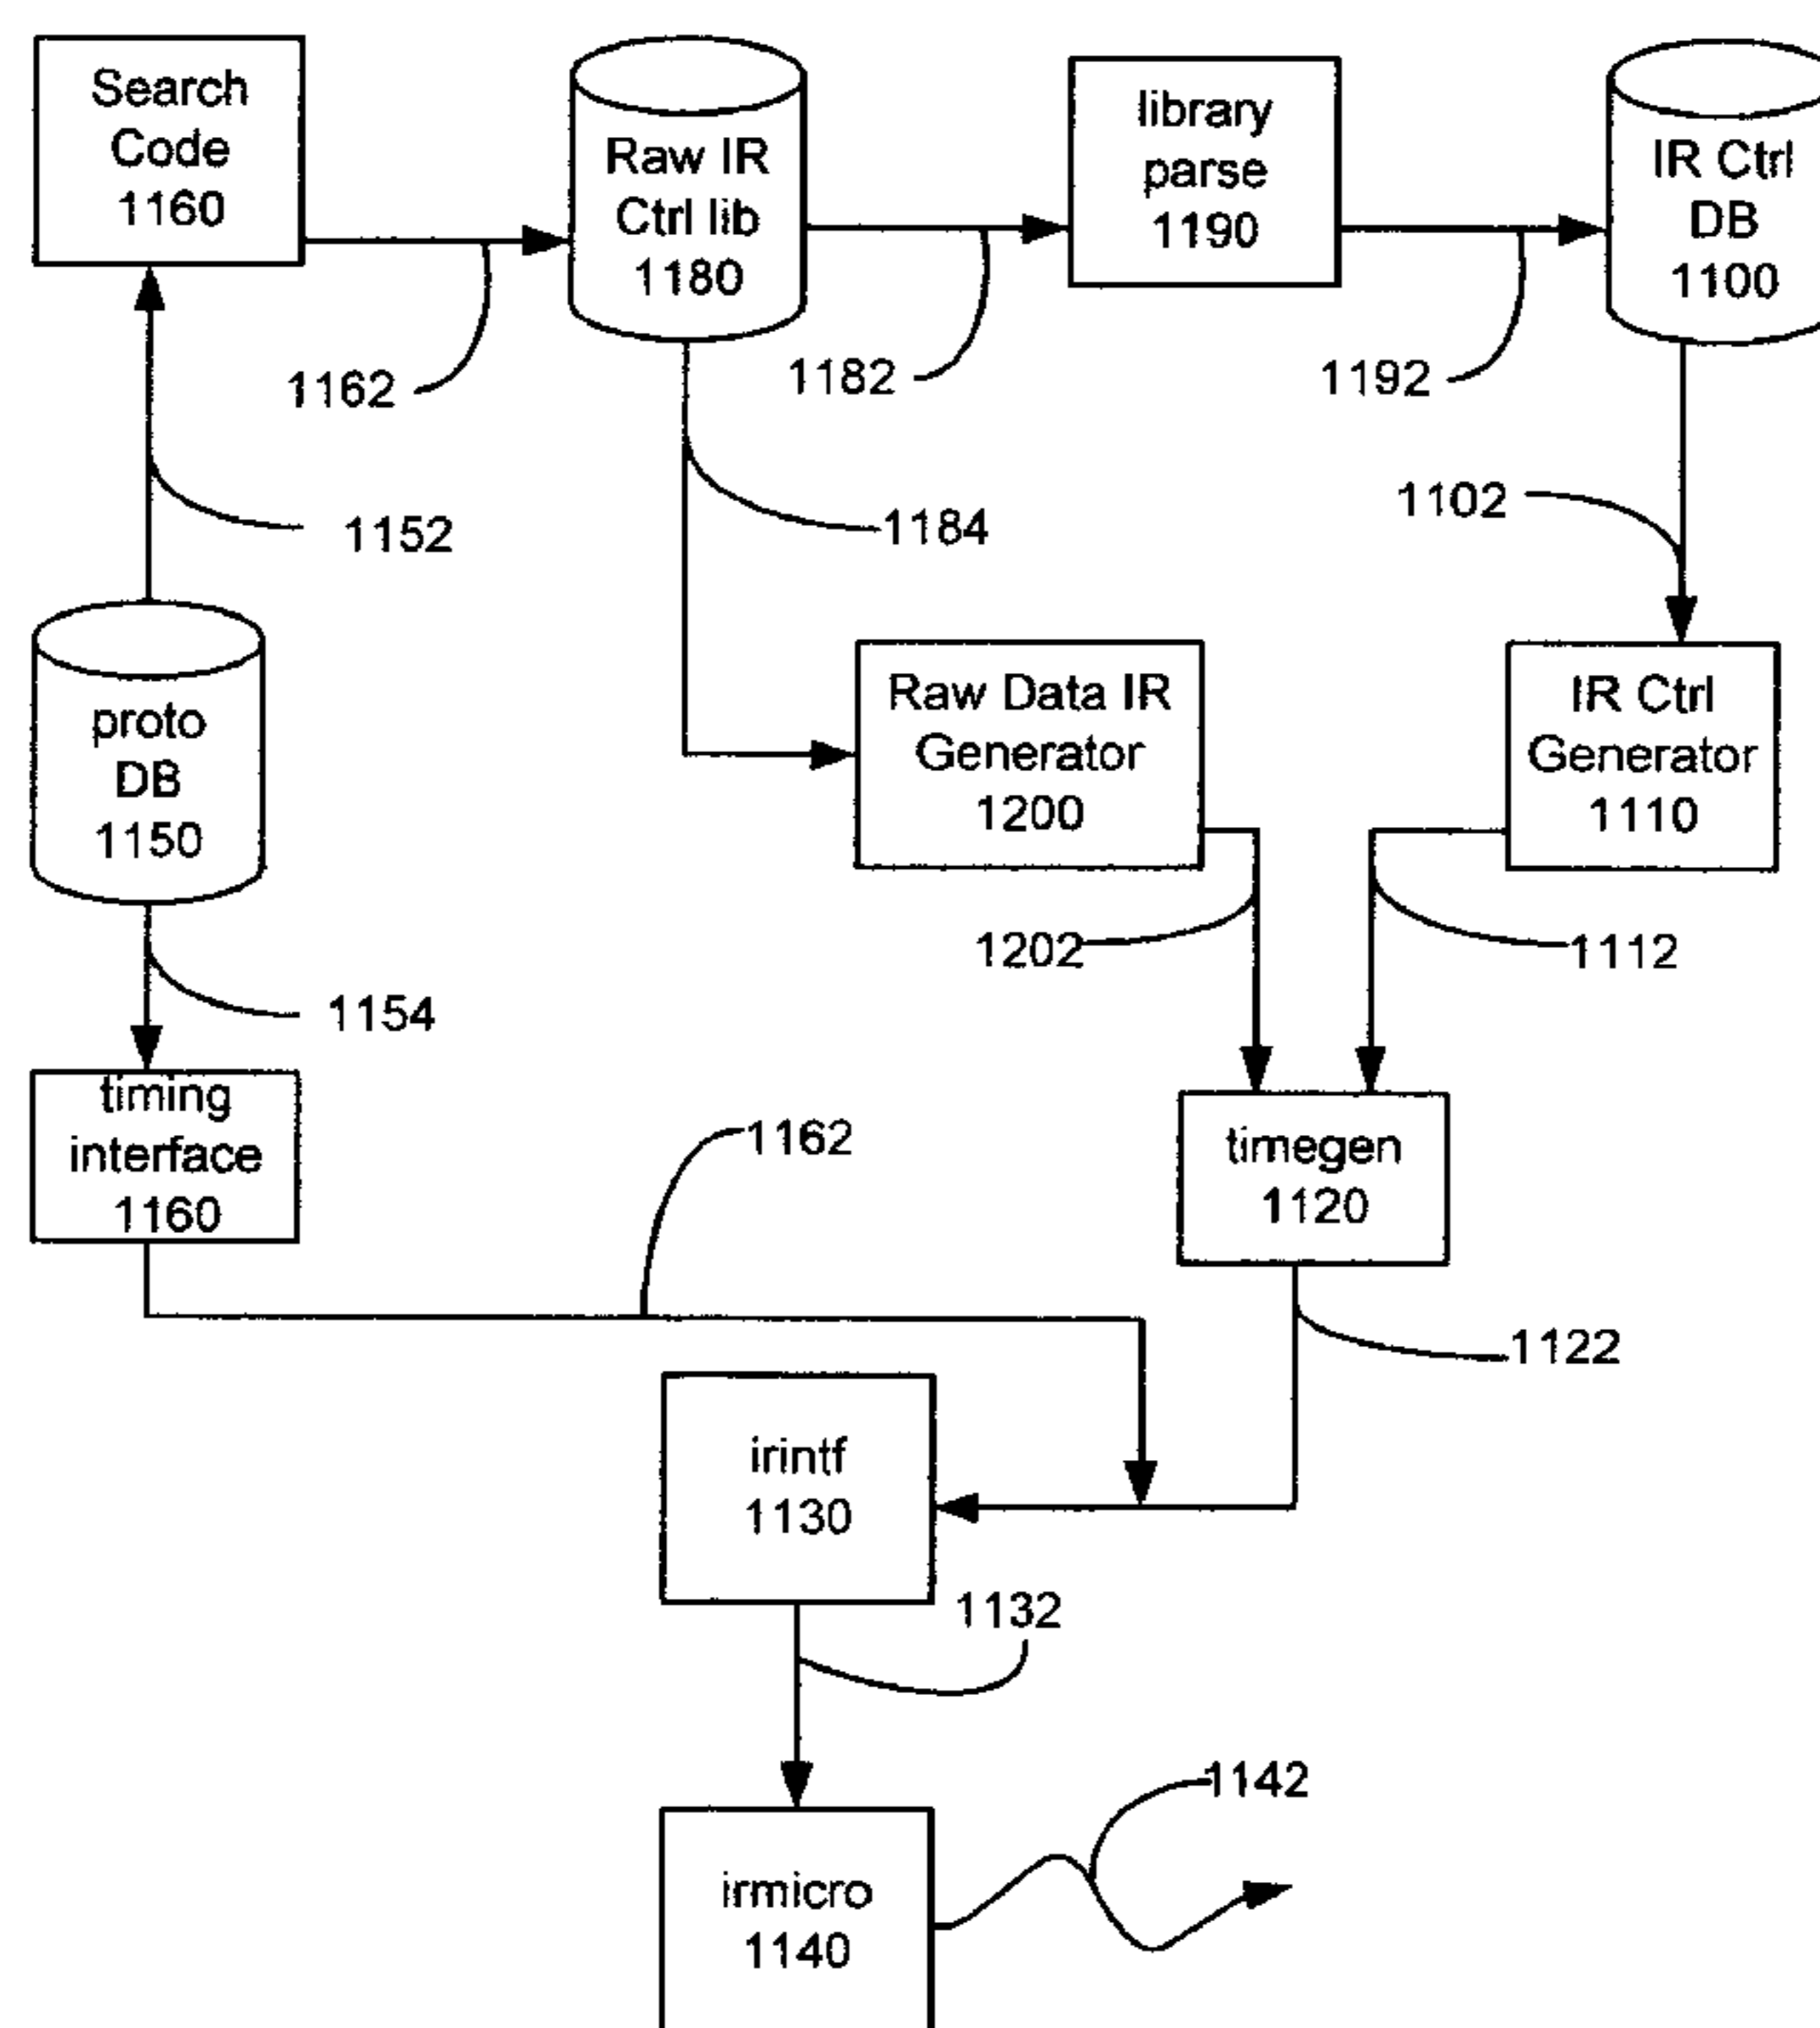 Search
Code
1160
Raw IR
Ctrl lib
1180
library
parse
1190
IR Ctrl
DB
1100
1162
1182
1192
1152
1184
1102
proto
DB
1150
Raw Data IR
Generator
1200
IR Ctrl
Generator
1110
1202
1112
1154
timing
interface
1160
1162
timegen
1120
1122
irintf
1130
1132
1142
irmicro
1140